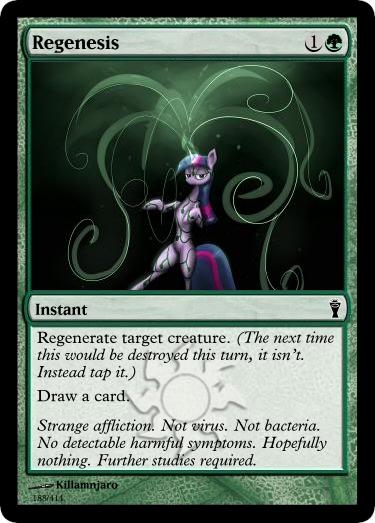 Regenesis 1
Instant
Regenerate target creature. (The next time
this would be destroyed this turn, it isn't.
Instead tap it.)
Draw a card.
Strange affliction. Not virus. Not bacteria.
No detectable harmful symptoms. Hopefully
nothing. Further studies required.
Killamnjaro
188/414